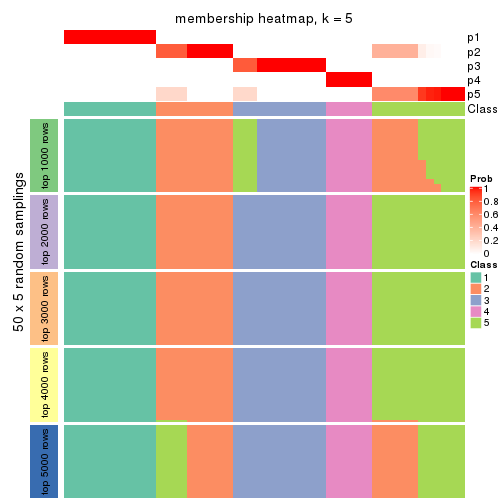 membership heatmap, k = 5
p1
p2
p3
p4
p5
Class
50 x 5 random samplings
top 1000 rows
top 2000 rows
top 3000 rows
top 4000 rows
top 5000 rows
Prob
1
0.8
0.6
0.4
0.2
0
Class
1
2
3
4
5